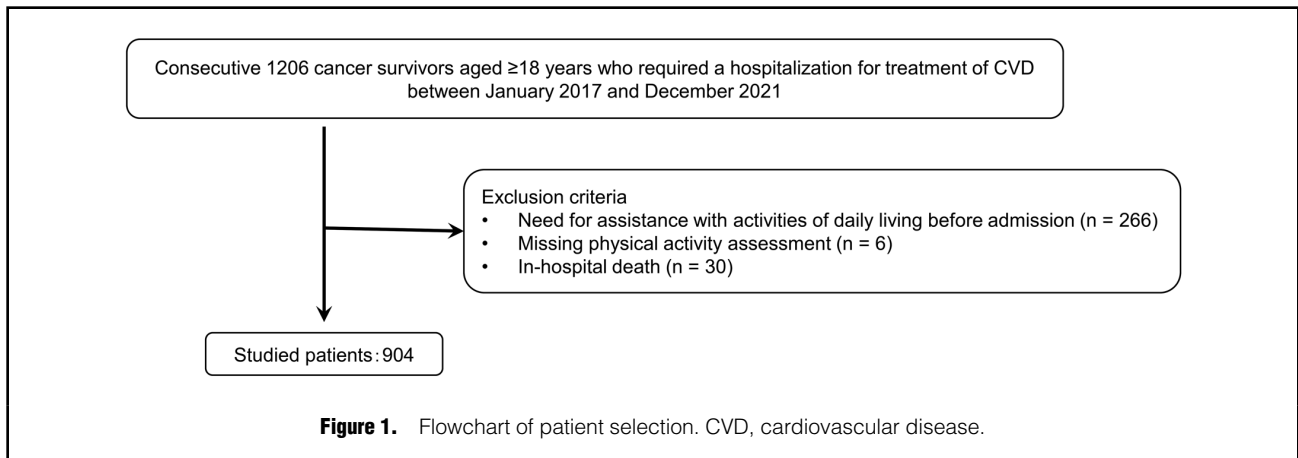 Consecutive 1206 cancer survivors aged ≥18 years who required a hospitalization for treatment of CVD
between January 2017 and December 2021
Exclusion criteria
• Need for assistance with activities of daily living before admission (n = 266)
• Missing physical activity assessment (n = 6)
• In-hospital death (n = 30)
Studied patients:904
Figure 1. Flowchart of patient selection. CVD, cardiovascular disease.